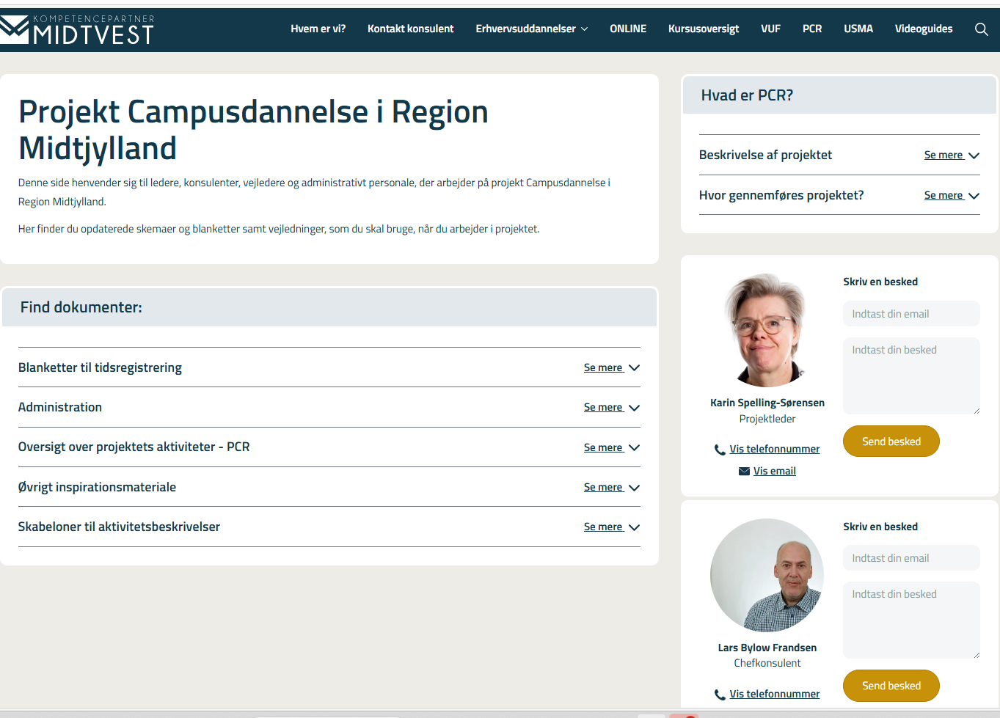 KOMPETENCEPARTNER
MIDTVEST
Hvem er vi?
Kontakt konsulent
Erhvervsuddannelser
ONLINE
Kursusoversigt
VUF
PCR
USMA
Videoguides
Projekt Campusdannelse i Region
Midtjylland
Denne side henvender sig til ledere, konsulenter, vejledere og administrativt personale, der arbejder på projekt Campusdannelse i
Region Midtjylland.
Her finder du opdaterede skemaer og blanketter samt vejledninger, som du skal bruge, når du arbejder i projektet.
Find dokumenter:
Blanketter til tidsregistrering
Se mere
Administration
Se mere
Oversigt over projektets aktiviteter - PCR
Se mere
Øvrigt inspirationsmateriale
Se mere
Skabeloner til aktivitetsbeskrivelser
Se mere
Hvad er PCR?
Beskrivelse af projektet
Se mere
Hvor gennemføres projektet?
Se mere
Karin Spelling-Sørensen
Projektleder
Vis telefonnummer
Vis email
Skriv en besked
Indtast din email
Indtast din besked
Send besked
Lars Bylow Frandsen
Chefkonsulent
Vis telefonnummer
Skriv en besked
Indtast din email
Indtast din besked
Send besked